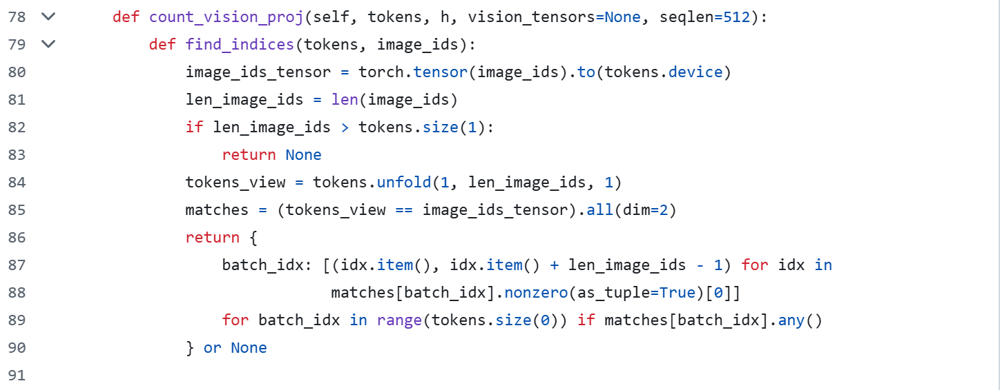 78 def count_vision_proj(self, tokens, h, vision_tensors=None, seqlen=512):
79 def find_indices(tokens, image_ids):
80 image_ids_tensor = torch.tensor(image_ids).to(tokens.device)
81 len_image_ids = len(image_ids)
82 if len_image_ids > tokens.size(1):
83 return None
84 tokens_view = tokens.unfold(1, len_image_ids, 1)
85 matches = (tokens_view == image_ids_tensor).all(dim=2)
86 return {
87 batch_idx: [(idx.item(), idx.item() + len_image_ids - 1) for idx in
88 matches[batch_idx].nonzero(as_tuple=True)[0]]
89 for batch_idx in range(tokens.size(0)) if matches[batch_idx].any()
90 } or None
91